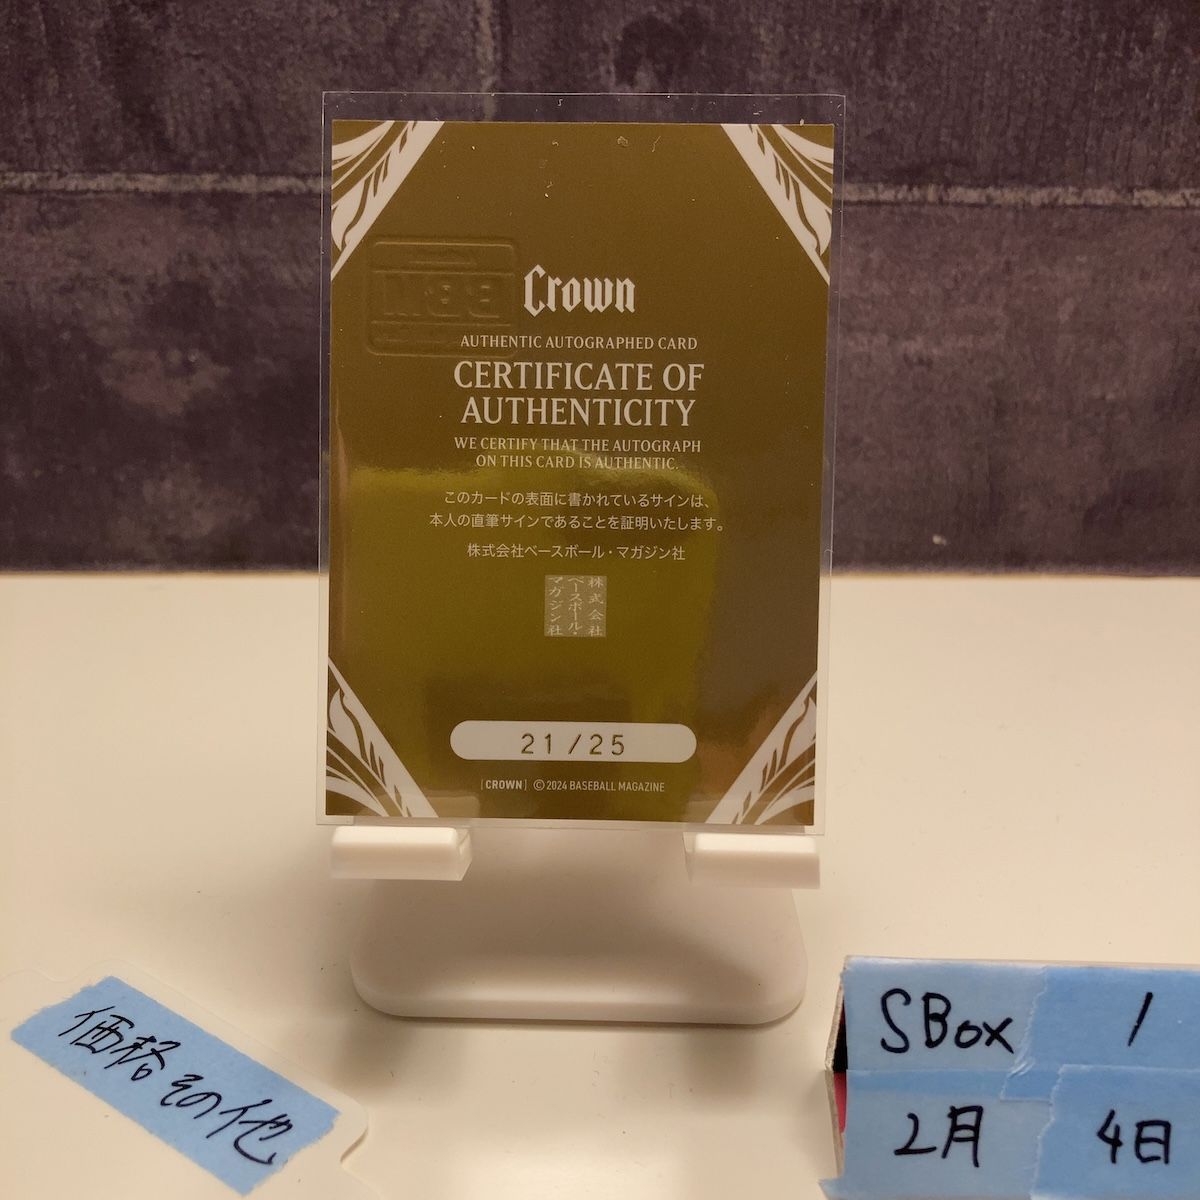 Crown
AUTHENTIC AUTOGRAPHED CARD
CERTIFICATE OF
AUTHENTICITY
WE CERTIFY THAT THE AUTOGRAPH
ON THIS CARD IS AUTHENTIC.
このカードの表面に書かれているサインは、
本人の直筆サインであることを証明いたします。
株式会社ベースボール・マガジン社
株式会社
ベースボール・
マガジン社
21/25
[CROWN] ©2024 BASEBALL MAGAZINE
価格その他
SBox 1
2月 4日